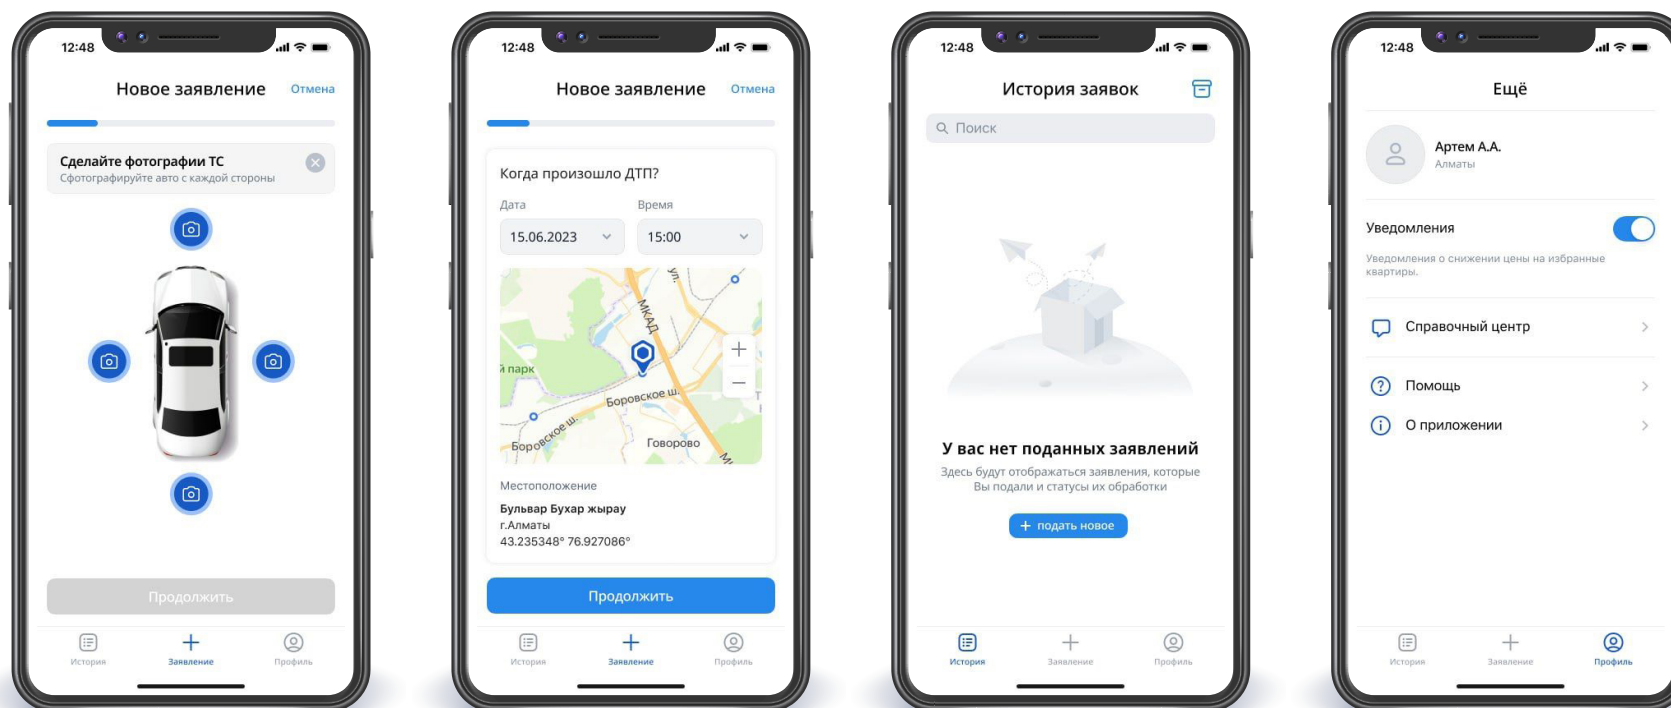 12:48
Новое заявление
Отмена
Сделайте фотографии ТС
Сфотографируйте авто с каждой стороны
Продолжить
История
Заявление
Профиль
12:48
Новое заявление
Отмена
Когда произошло ДТП?
Дата
Время
15.06.2023
15:00
ул.
МКАД
й парк
Боровское ш.
Боровское ш.
Говорово
Местоположение
Бульвар Бухар жырау
г.Алматы
43.235348° 76.927086°
Продолжить
История
Заявление
Профиль
12:48
История заявок
Поиск
У вас нет поданных заявлений
Здесь будут отображаться заявления, которые
Вы подали и статусы их обработки
+ подать новое
История
Заявление
Профиль
12:48
Ещё
Артем А.А.
Алматы
Уведомления
Уведомления о снижении цены на избранные
квартиры.
Справочный центр
Помощь
О приложении
История
Заявление
Профиль